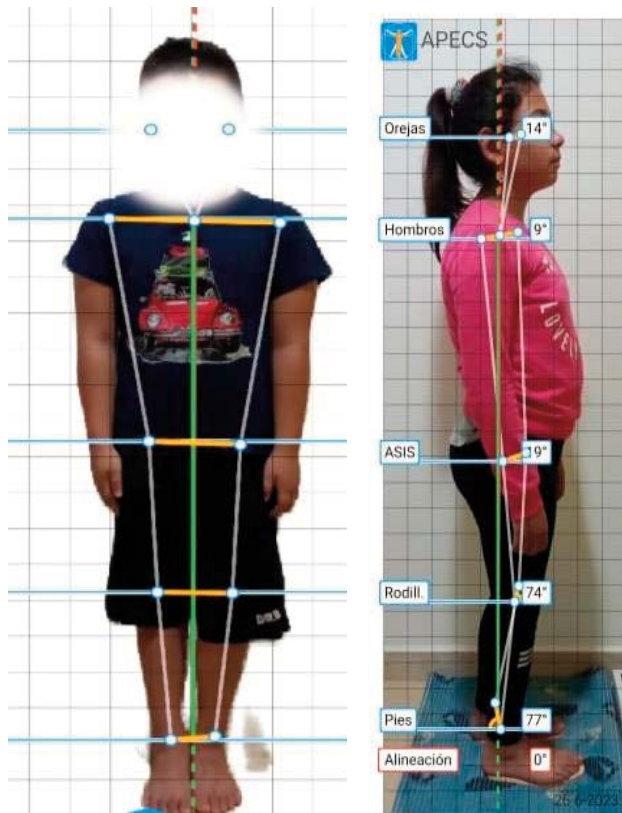 APECS
Orejas 14°
Hombros 9°
ASIS 19°
Rodill. 74°
Pies 77°
Alineación 0°
26-6-2023